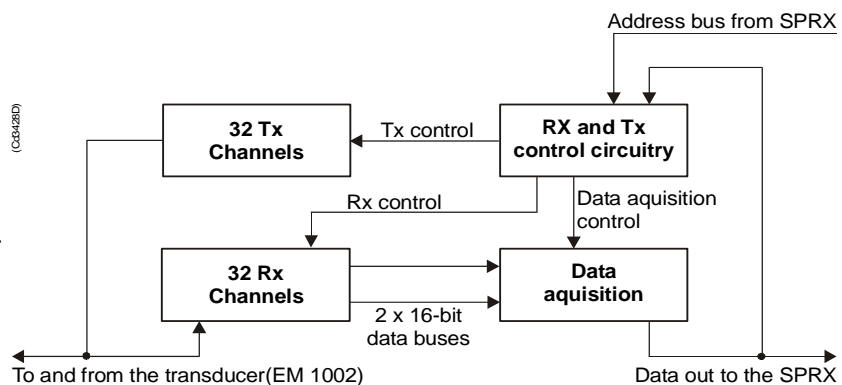 Address bus from SPRX
(Cd3428D)
32 Tx
Channels
Tx control
RX and Tx
control circuitry
Rx control
Data aquisition
control
32 Rx
Channels
Data
aquisition
2 x 16-bit
data buses
To and from the transducer(EM 1002)
Data out to the SPRX